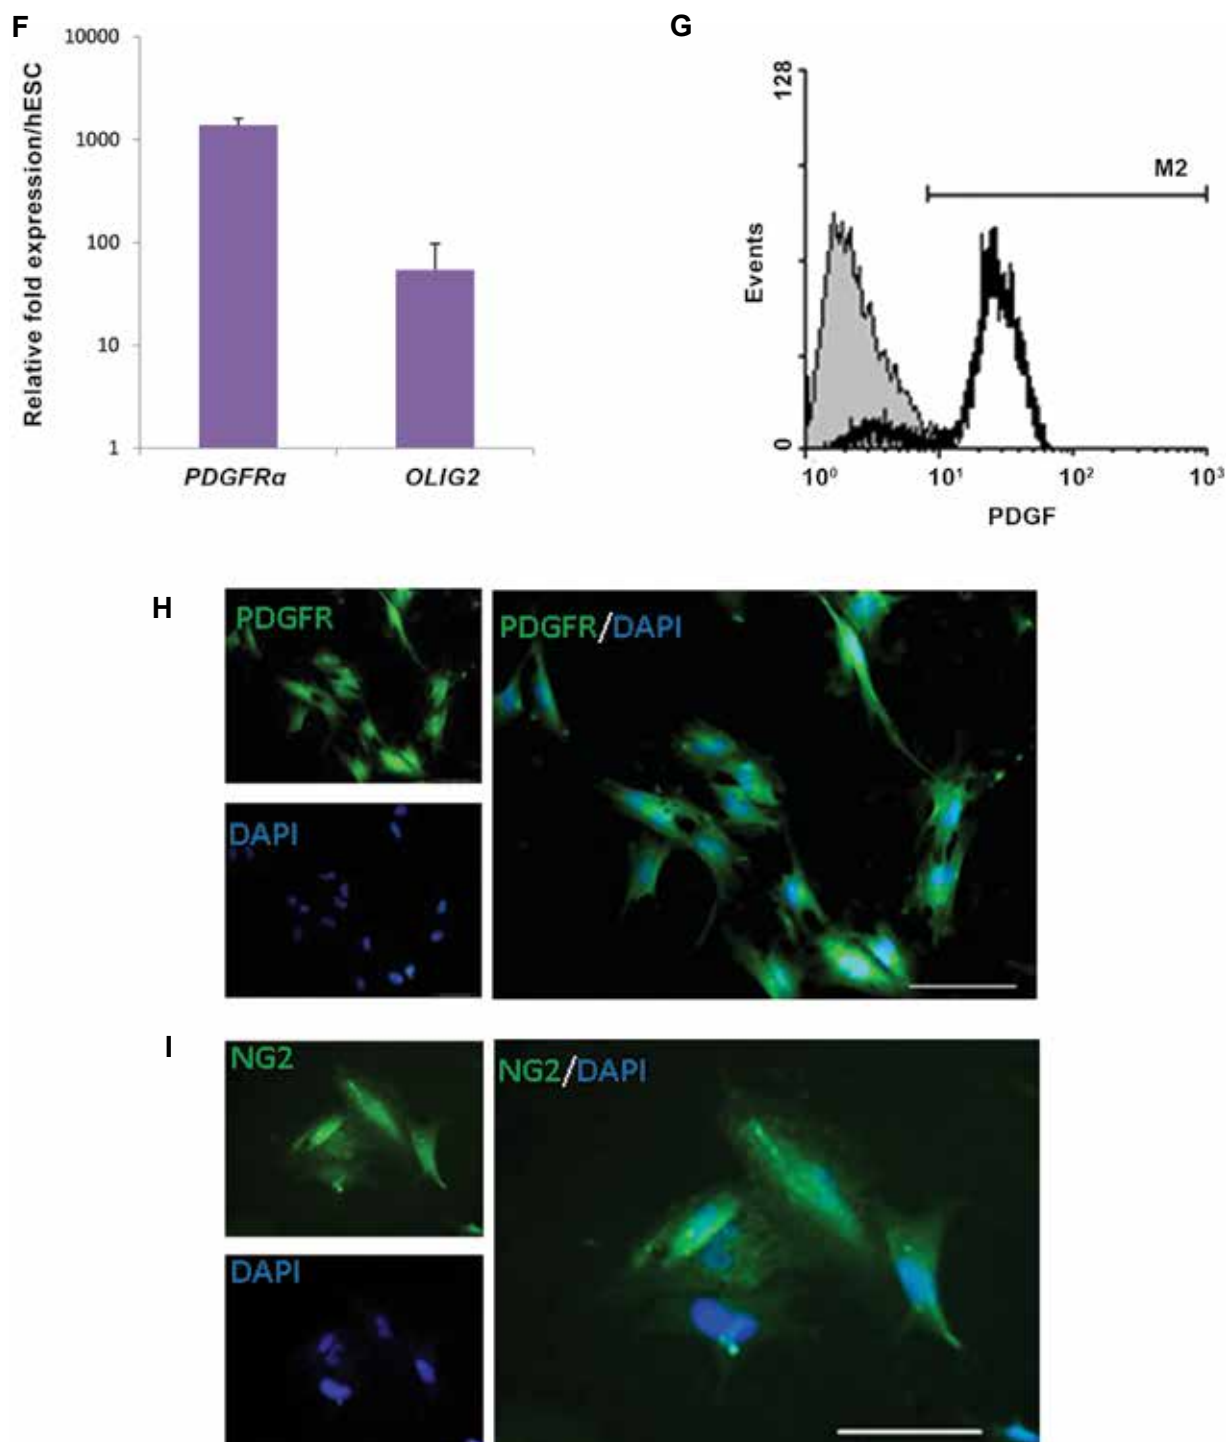 F
10000
1000
100
10
1
Relative fold expression/hESC
PDGFRα
OLIG2
G
128
0
Events
M2
10⁰
10¹
10²
10³
PDGF
H
PDGFR
PDGFR/DAPI
DAPI
I
NG2
NG2/DAPI
DAPI